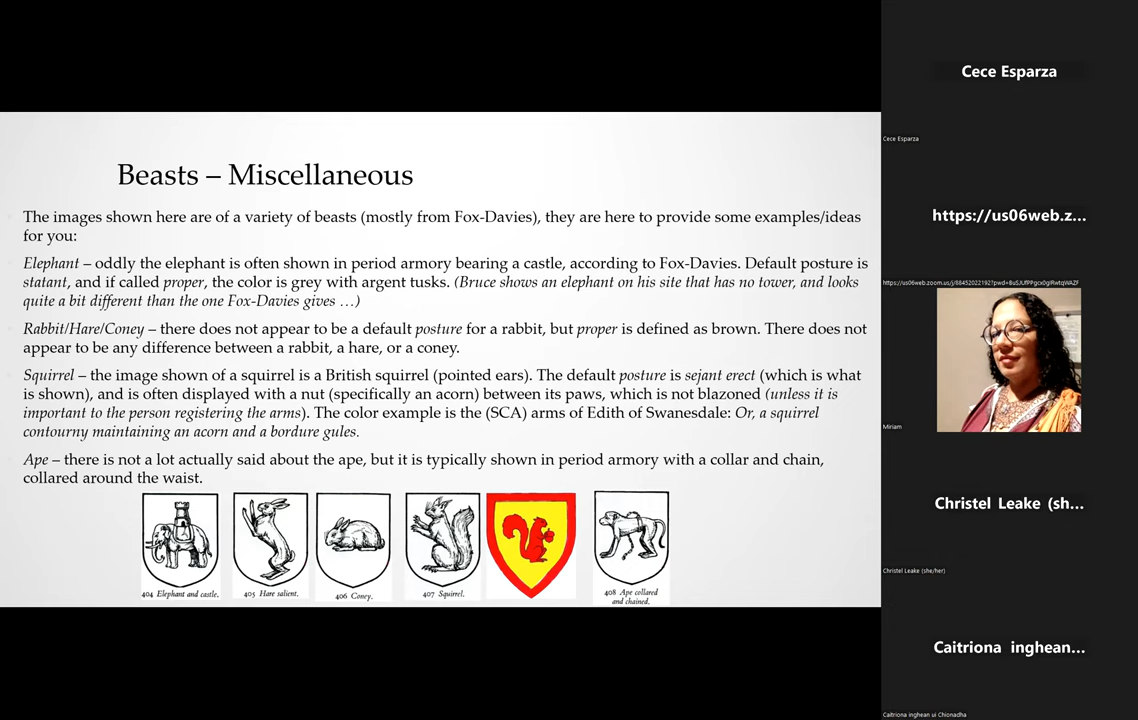 Beasts – Miscellaneous
The images shown here are of a variety of beasts (mostly from Fox-Davies), they are here to provide some examples/ideas
for you:
Elephant – oddly the elephant is often shown in period armory bearing a castle, according to Fox-Davies. Default posture is
statant, and if called proper, the color is grey with argent tusks. (Bruce shows an elephant on his site that has no tower, and looks
quite a bit different than the one Fox-Davies gives …)
Rabbit/Hare/Coney – there does not appear to be a default posture for a rabbit, but proper is defined as brown. There does not
appear to be any difference between a rabbit, a hare, or a coney.
Squirrel – the image shown of a squirrel is a British squirrel (pointed ears). The default posture is sejant erect (which is what
is shown), and is often displayed with a nut (specifically an acorn) between its paws, which is not blazoned (unless it is
important to the person registering the arms). The color example is the (SCA) arms of Edith of Swanesdale: Or, a squirrel
contourny maintaining an acorn and a bordure gules.
Ape – there is not a lot actually said about the ape, but it is typically shown in period armory with a collar and chain,
collared around the waist.
404 Elephant and castle.
405 Hare salient.
406 Coney.
407 Squirrel.
408 Ape collared
and chained.
Cece Esparza
Cece Esparza
https://us06web.z...
Miriam
Christel Leake (sh...
Christel Leake (she/her)
Caitriona inghean...
Caitriona inghean ui Chionadha